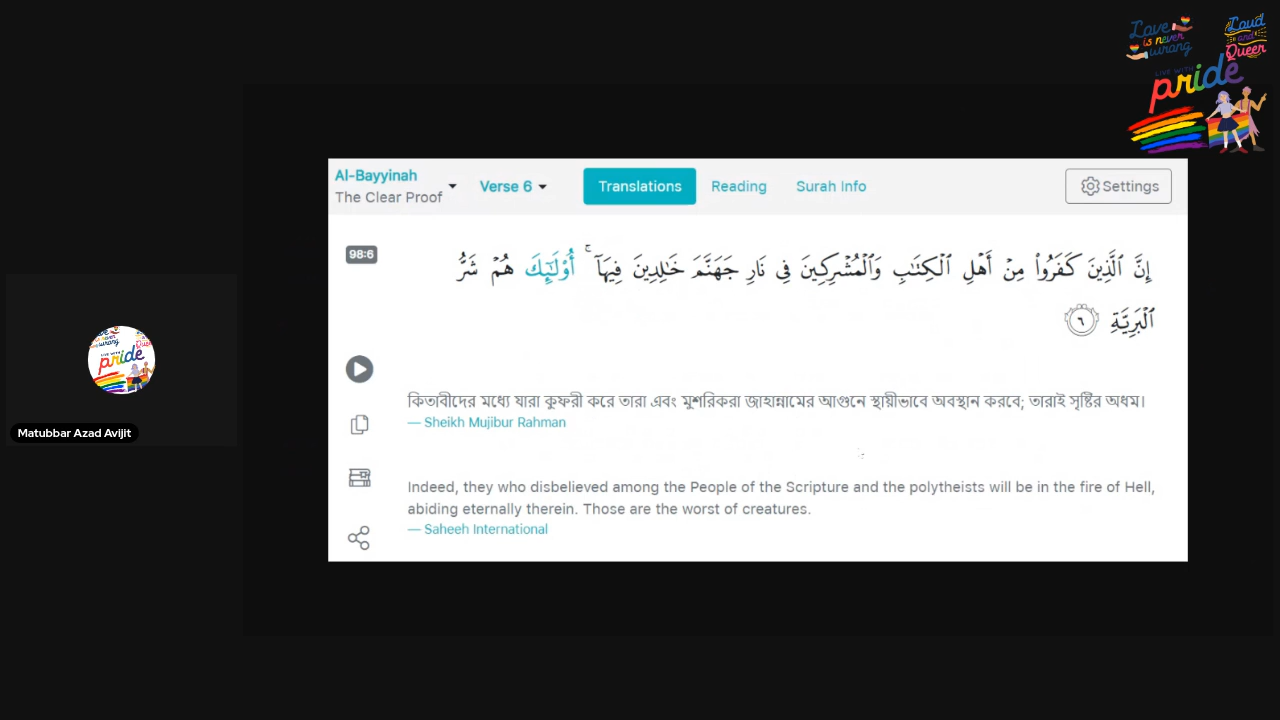 Love
is never
wrong
Loud
and
Queer
LIVE WITH
pride
Al-Bayyinah
The Clear Proof
Verse 6
Translations
Reading
Surah Info
Settings
98:6
إِنَّ ٱلَّذِينَ كَفَرُوا۟ مِنْ أَهْلِ ٱلْكِتَـٰبِ وَٱلْمُشْرِكِينَ فِى نَارِ جَهَنَّمَ خَـٰلِدِينَ فِيهَآ ۚ أُو۟لَـٰٓئِكَ هُمْ شَرُّ
ٱلْبَرِيَّةِ ٦
কিতাবীদের মধ্যে যারা কুফরী করে তারা এবং মুশরিকরা জাহান্নামের আগুনে স্থায়ীভাবে অবস্থান করবে; তারাই সৃষ্টির অধম।
— Sheikh Mujibur Rahman
Indeed, they who disbelieved among the People of the Scripture and the polytheists will be in the fire of Hell,
abiding eternally therein. Those are the worst of creatures.
— Saheeh International
pride
Matubbar Azad Avijit